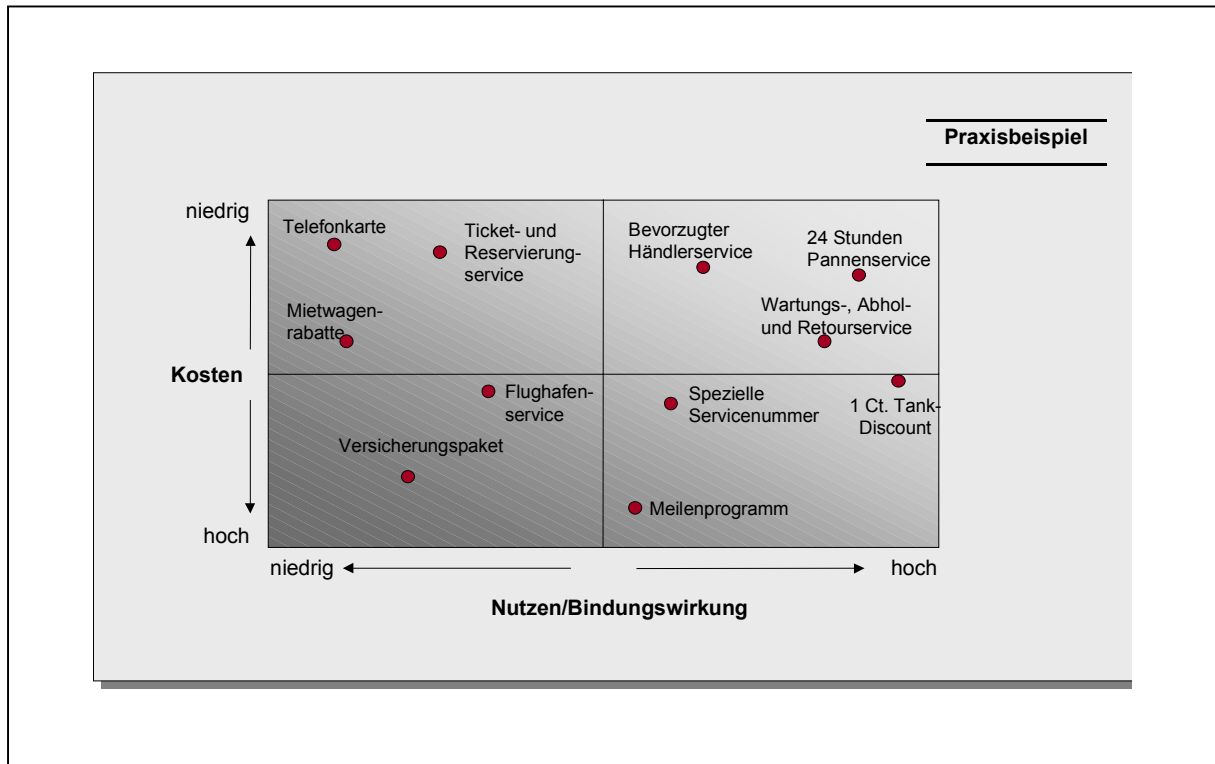 Praxisbeispiel
niedrig
Telefonkarte
Ticket- und
Reservierung-
service
Bevorzugter
Händlerservice
24 Stunden
Pannenservice
Mietwagen-
rabatte
Wartungs-, Abhol-
und Retourservice
Kosten
Flughafen-
service
Spezielle
Servicenummer
1 Ct. Tank-
Discount
Versicherungspaket
Meilenprogramm
hoch
niedrig
hoch
Nutzen/Bindungswirkung